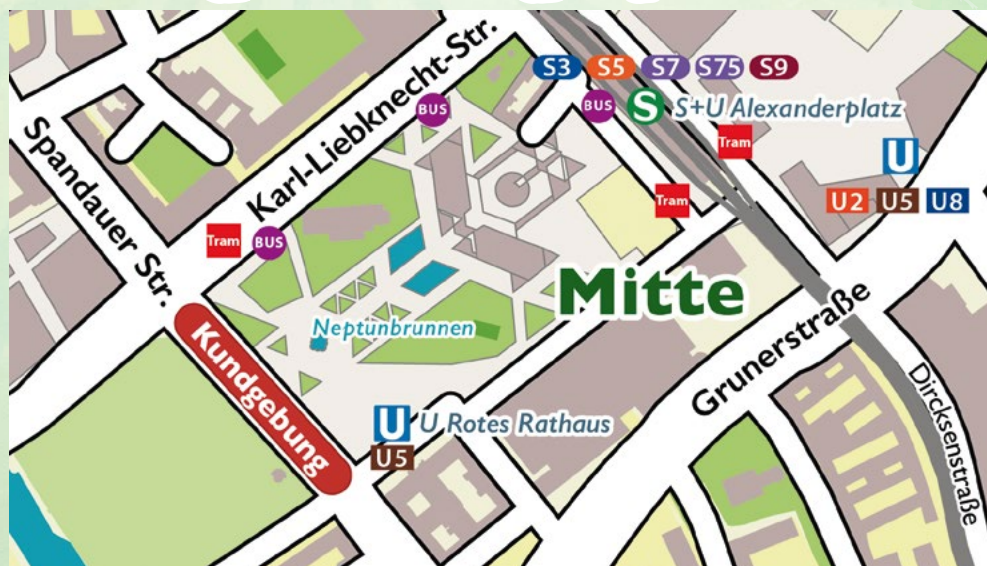 Karl-Liebknecht-Str.
S3 S5 S7 S75 S9
BUS
BUS
S
S+U Alexanderplatz
Spandauer Str.
Tram
U
Tram
U2 U5 U8
Tram
BUS
Mitte
Neptunbrunnen
Kundgebung
Grunerstraße
Dircksenstraße
U
U Rotes Rathaus
U5